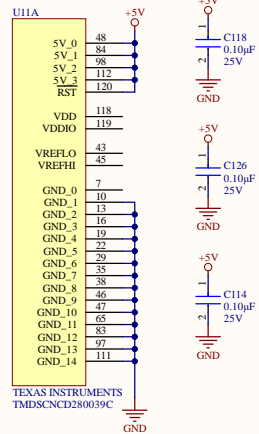 U11A
+5V
5V_0 48
5V_1 84
5V_2 98
5V_3 112
RST 120
VDD 118
VDDIO 119
VREFLO 43
VREFHI 45
GND_0 7
GND_1 10
GND_2 13
GND_3 16
GND_4 19
GND_5 22
GND_6 29
GND_7 35
GND_8 38
GND_9 46
GND_10 47
GND_11 65
GND_12 83
GND_13 97
GND_14 111
TEXAS INSTRUMENTS
TMDSCNCD280039C
GND
+5V
1
C118
0.10µF
2
25V
GND
+5V
1
C126
0.10µF
2
25V
GND
+5V
1
C114
0.10µF
2
25V
GND